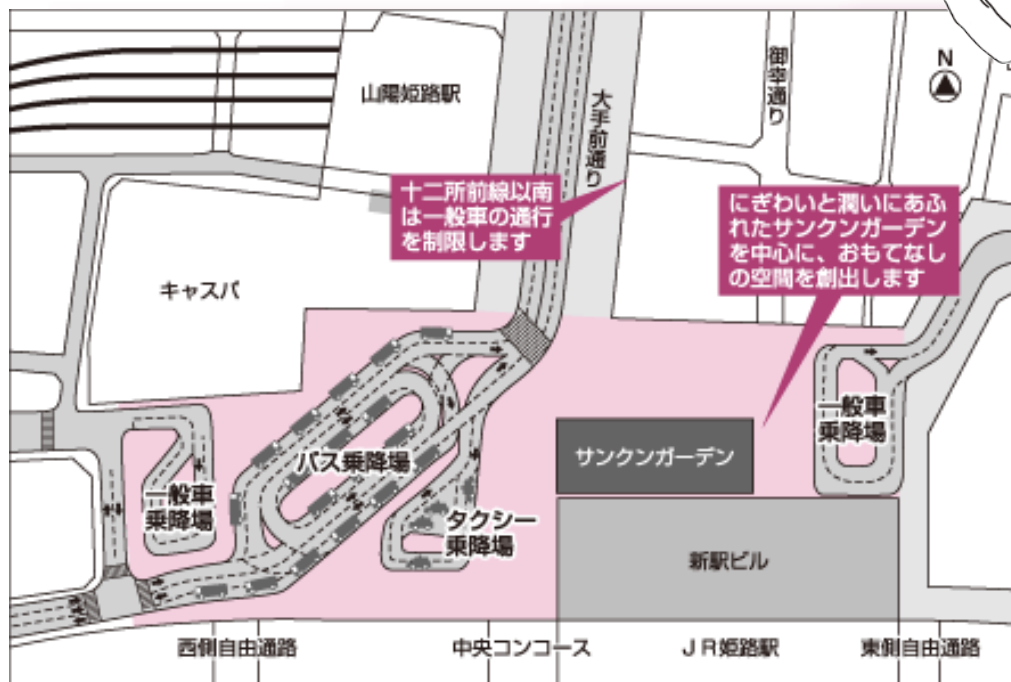 山陽姫路駅
大手前通り
御幸通り
N
十二所前線以南
は一般車の通行
を制限します
にぎわいと潤いにあふ
れたサンクンガーデン
を中心に、おもてなし
の空間を創出します
キャスパ
一般車
乗降場
バス乗降場
サンクンガーデン
一般車
乗降場
タクシー
乗降場
新駅ビル
西側自由通路
中央コンコース
JR姫路駅
東側自由通路